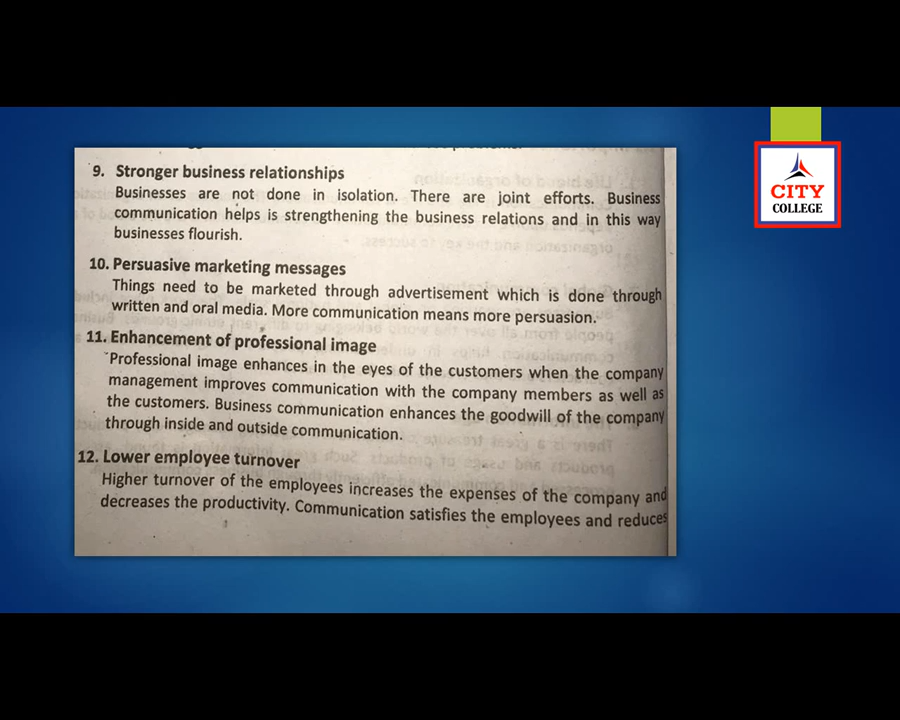 9. Stronger business relationships
Businesses are not done in isolation. There are joint efforts. Business
communication helps is strengthening the business relations and in this way
businesses flourish.
10. Persuasive marketing messages
Things need to be marketed through advertisement which is done through
written and oral media. More communication means more persuasion.
11. Enhancement of professional image
Professional image enhances in the eyes of the customers when the company
management improves communication with the company members as well as
the customers. Business communication enhances the goodwill of the company
through inside and outside communication.
12. Lower employee turnover
Higher turnover of the employees increases the expenses of the company and
decreases the productivity. Communication satisfies the employees and reduces
CITY
COLLEGE